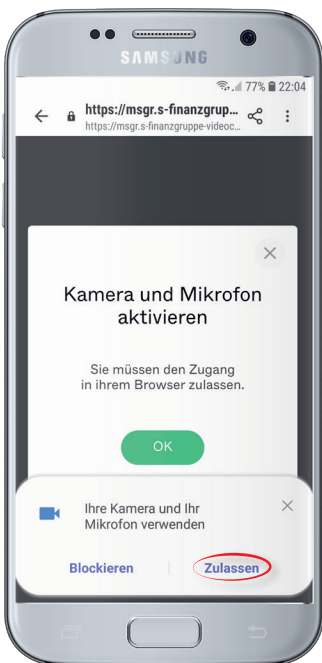 SAMSUNG
77% 22:04
https://msgr.s-finanzgrup...
https://msgr.s-finanzgruppe-videoc...
Kamera und Mikrofon
aktivieren
Sie müssen den Zugang
in ihrem Browser zulassen.
OK
Ihre Kamera und Ihr
Mikrofon verwenden
Blockieren
Zulassen